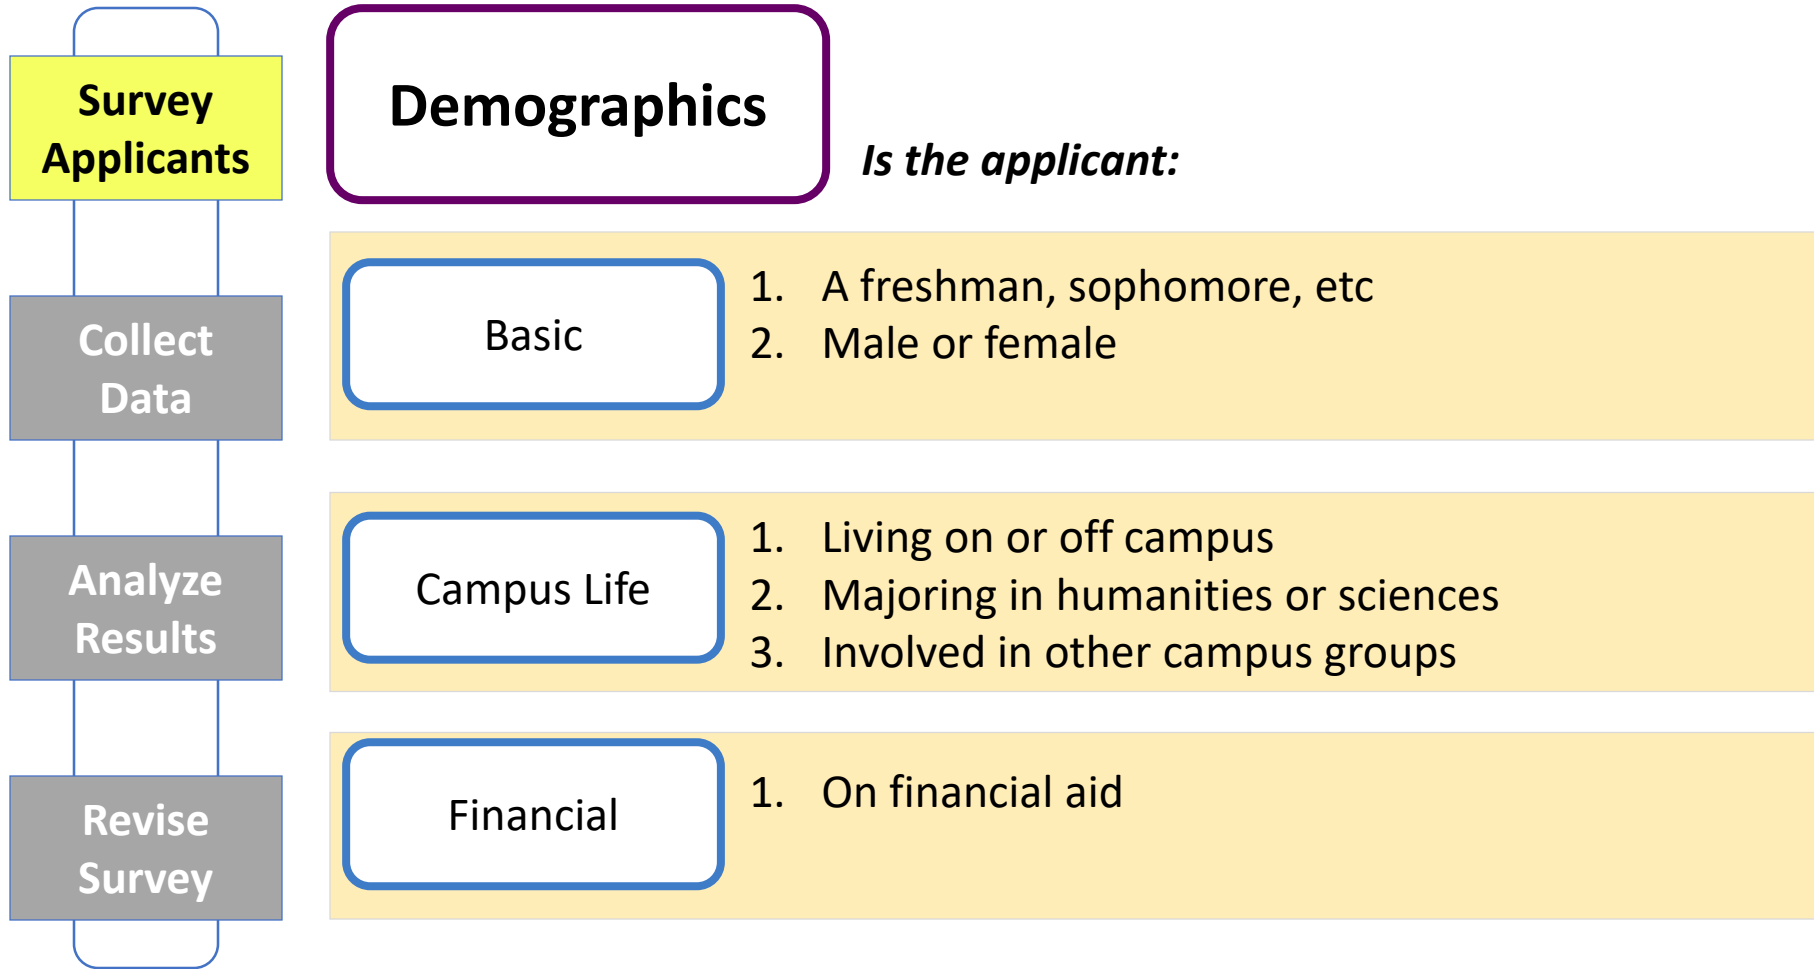 Survey
Applicants
Collect
Data
Analyze
Results
Revise
Survey
Demographics
Is the applicant:
Basic
1. A freshman, sophomore, etc
2. Male or female
Campus Life
1. Living on or off campus
2. Majoring in humanities or sciences
3. Involved in other campus groups
Financial
1. On financial aid